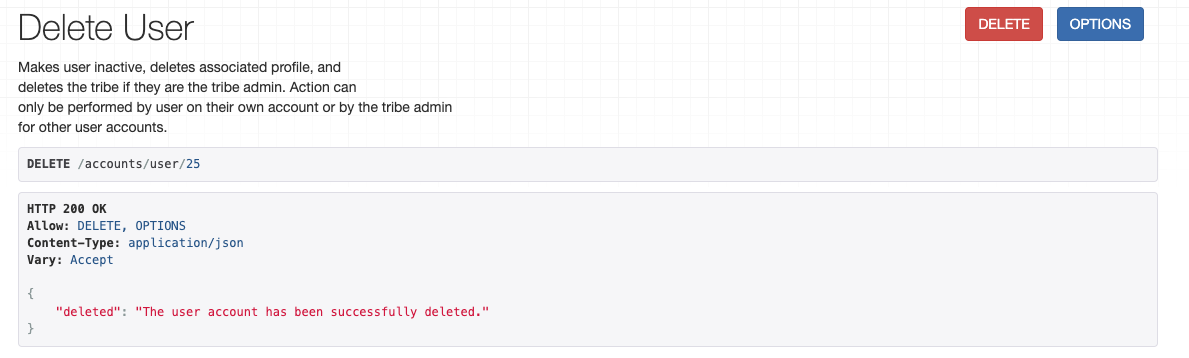 Delete User
DELETE
OPTIONS
Makes user inactive, deletes associated profile, and
deletes the tribe if they are the tribe admin. Action can
only be performed by user on their own account or by the tribe admin
for other user accounts.
DELETE /accounts/user/25
HTTP 200 OK
Allow: DELETE, OPTIONS
Content-Type: application/json
Vary: Accept
{
    "deleted": "The user account has been successfully deleted."
}